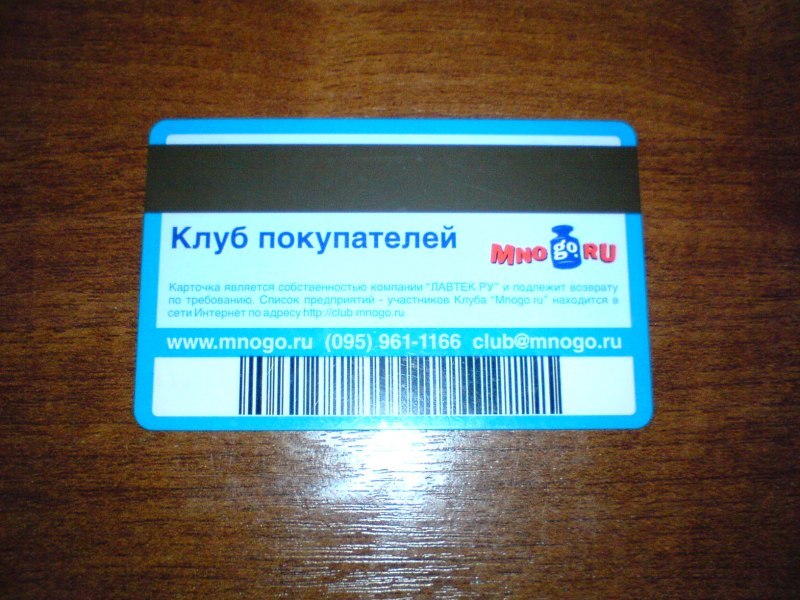 Клуб покупателей
MNOGO.RU
Карточка является собственностью компании "ЛАВТЕК РУ" и подлежит возврату
по требованию. Список предприятий - участников Клуба "Mnogo.ru" находится в
сети Интернет по адресу http://club.mnogo.ru
www.mnogo.ru (095) 961-1166 club@mnogo.ru